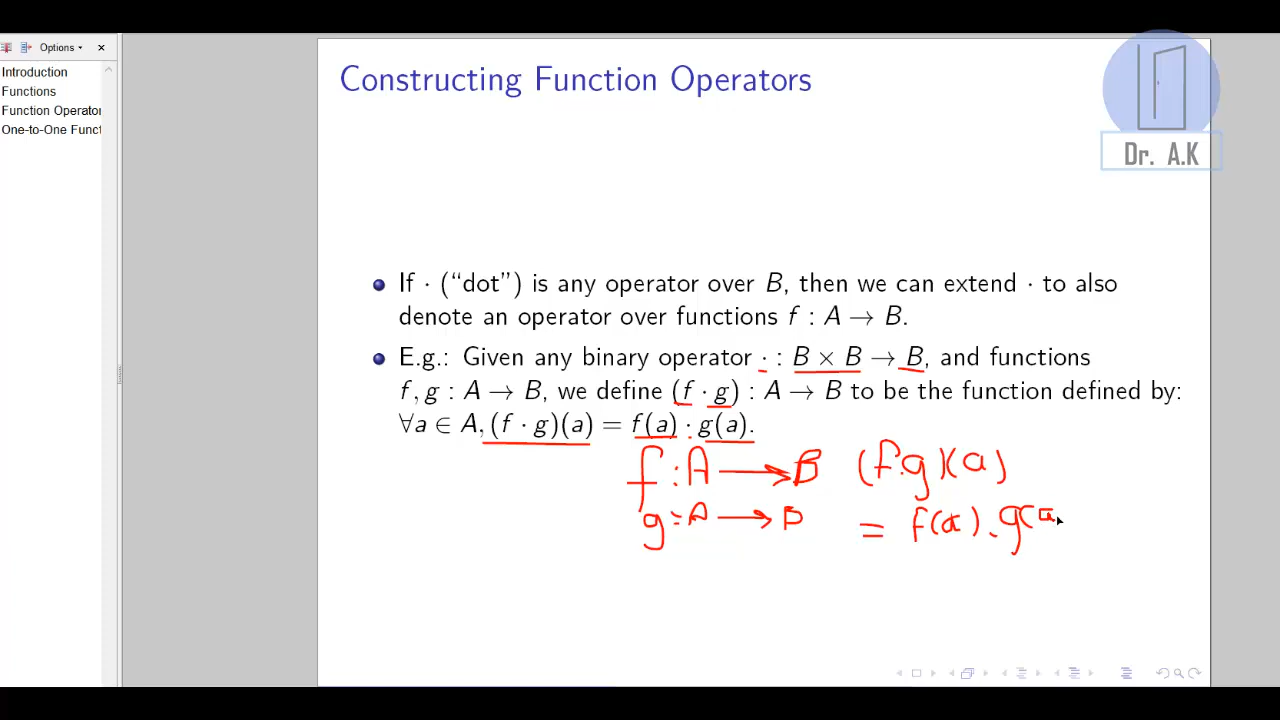 Options
Introduction
Functions
Function Operator
One-to-One Funct
Constructing Function Operators
Dr. A.K
If · (“dot”) is any operator over B, then we can extend · to also
denote an operator over functions f : A → B.
E.g.: Given any binary operator · : B × B → B, and functions
f, g : A → B, we define (f · g) : A → B to be the function defined by:
∀a ∈ A, (f · g)(a) = f(a) · g(a).
f : A → B (f.g)(a)
g : A → B = f(a) . g(a